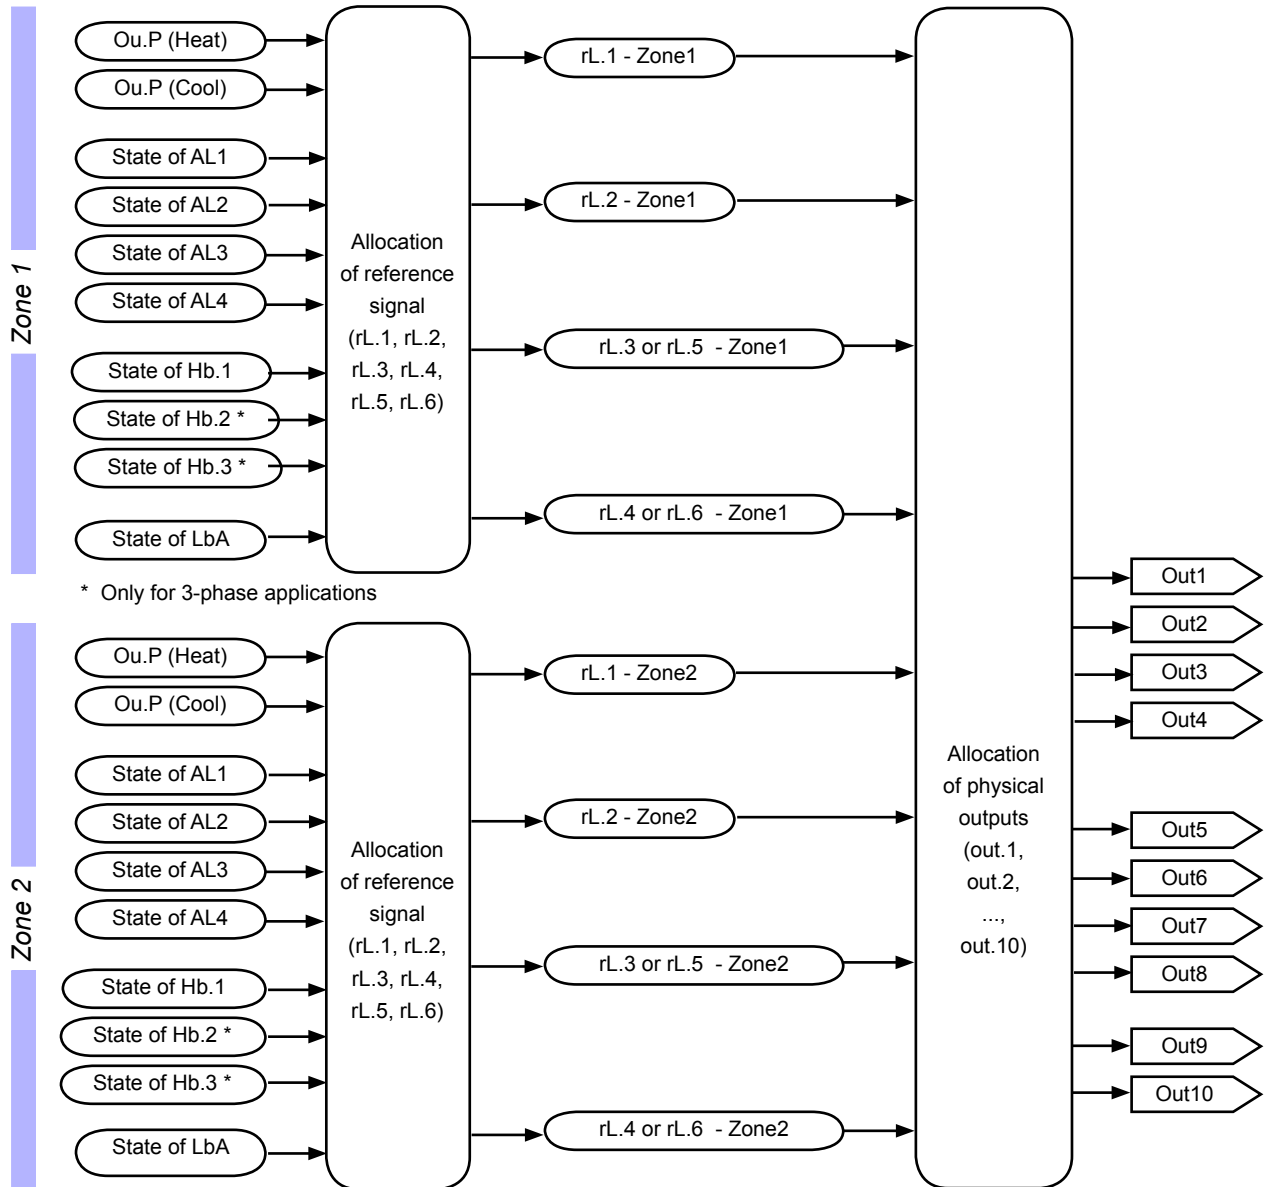 Zone 1
Ou.P (Heat)
Ou.P (Cool)
State of AL1
State of AL2
State of AL3
State of AL4
State of Hb.1
State of Hb.2 *
State of Hb.3 *
State of LbA
* Only for 3-phase applications
Allocation
of reference
signal
(rL.1, rL.2,
rL.3, rL.4,
rL.5, rL.6)
rL.1 - Zone1
rL.2 - Zone1
rL.3 or rL.5 - Zone1
rL.4 or rL.6 - Zone1
Zone 2
Ou.P (Heat)
Ou.P (Cool)
State of AL1
State of AL2
State of AL3
State of AL4
State of Hb.1
State of Hb.2 *
State of Hb.3 *
State of LbA
Allocation
of reference
signal
(rL.1, rL.2,
rL.3, rL.4,
rL.5, rL.6)
rL.1 - Zone2
rL.2 - Zone2
rL.3 or rL.5 - Zone2
rL.4 or rL.6 - Zone2
Allocation
of physical
outputs
(out.1,
out.2,
...,
out.10)
Out1
Out2
Out3
Out4
Out5
Out6
Out7
Out8
Out9
Out10